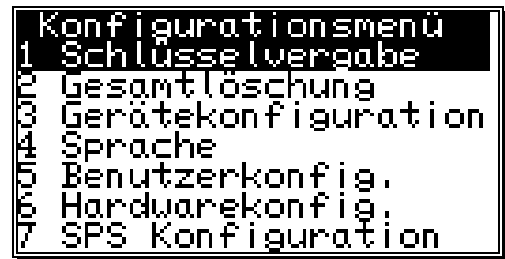 Konfigurationsmenü
1 Schlüsselvergabe
2 Gesamtlöschung
3 Gerätekonfiguration
4 Sprache
5 Benutzerkonfig.
6 Hardwarekonfig.
7 SPS Konfiguration